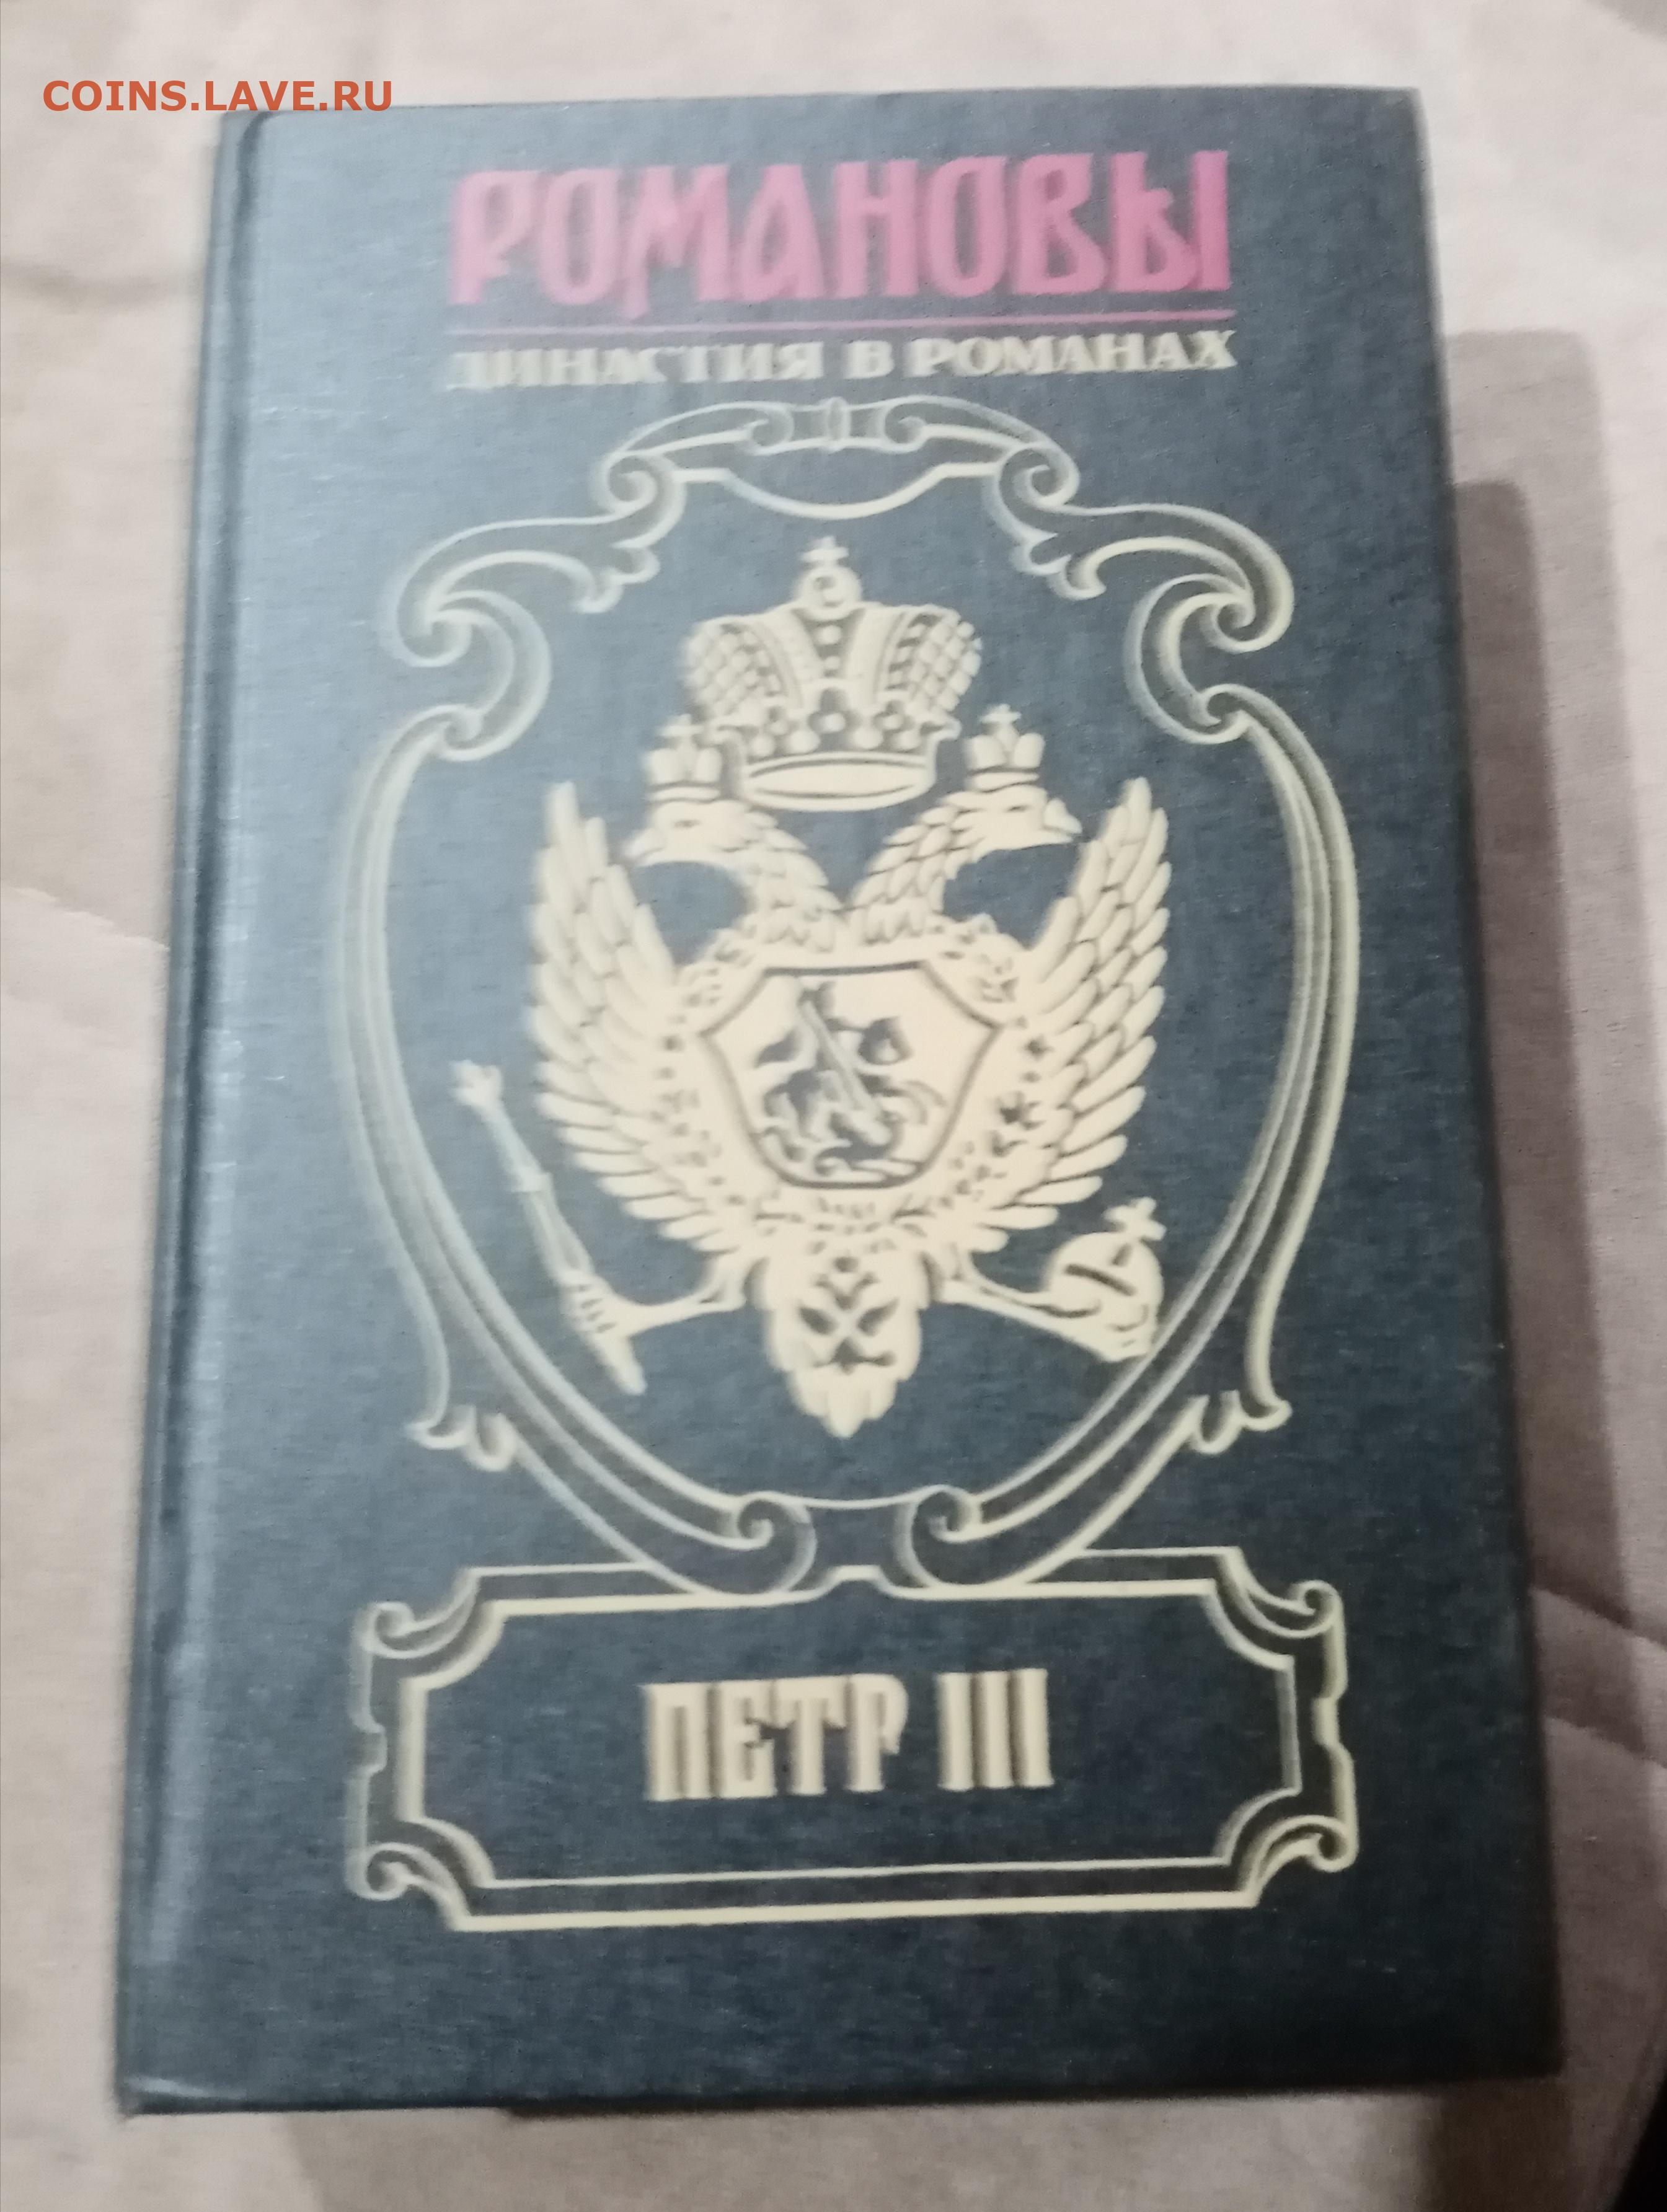 COINS.LAVE.RU
РОМАНОВЫ
ДИНАСТИЯ В РОМАНАХ
ПЕТР III